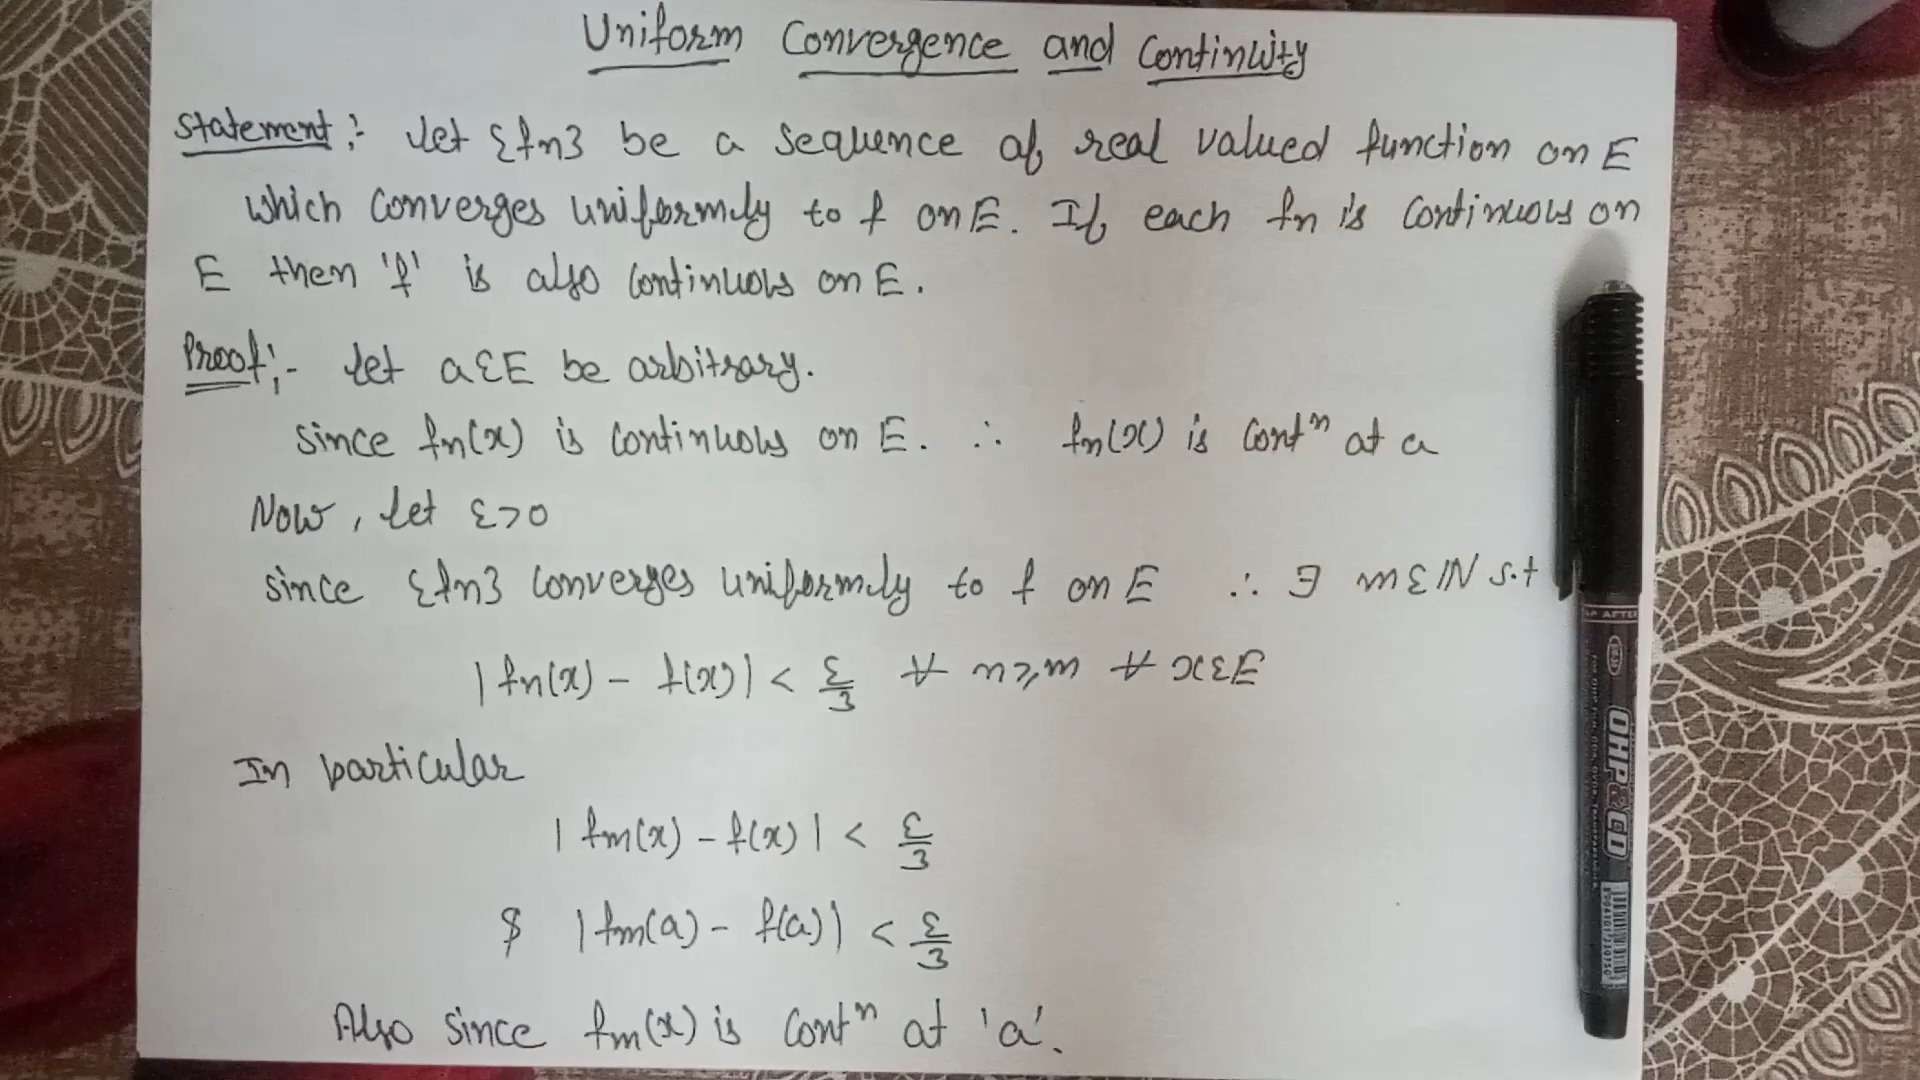 Uniform Convergence and Continuity
Statement :- Let {fn} be a sequence of real valued function on E
which converges uniformly to f on E. If each fn is continuous on
E then 'f' is also continuous on E.
Proof :- Let a ∈ E be arbitrary.
Since fn(x) is continuous on E. ∴ fn(x) is contⁿ at a
Now, let ε>0
since {fn} converges uniformly to f on E ∴ ∃ m ∈ IN s.t
|fn(x) - f(x)| < ε/3 ∀ n ≥ m ∀ x ∈ E
In particular
|fm(x) - f(x)| < ε/3
$ |fm(a) - f(a)| < ε/3
Also since fm(x) is contⁿ at 'a'.
OHP & CD